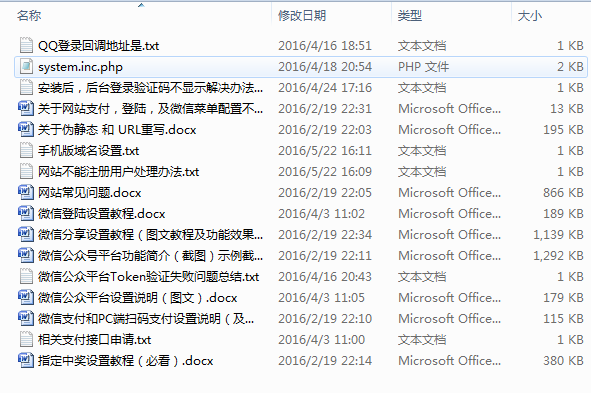 名称 修改日期 类型 大小
QQ登录回调地址是.txt 2016/4/16 18:51 文本文档 1 KB
system.inc.php 2016/4/18 20:54 PHP 文件 2 KB
安装后，后台登录验证码不显示解决办法... 2016/4/24 17:16 文本文档 1 KB
关于网站支付，登陆，及微信菜单配置不... 2016/2/19 22:31 Microsoft Office... 13 KB
关于伪静态 和 URL重写.docx 2016/2/19 22:03 Microsoft Office... 195 KB
手机版域名设置.txt 2016/5/22 16:11 文本文档 1 KB
网站不能注册用户处理办法.txt 2016/5/22 16:09 文本文档 1 KB
网站常见问题.docx 2016/2/19 22:05 Microsoft Office... 866 KB
微信登陆设置教程.docx 2016/4/3 11:02 Microsoft Office... 189 KB
微信分享设置教程（图文教程及功能效果... 2016/2/19 22:34 Microsoft Office... 1,139 KB
微信公众号平台功能简介（截图）示例截... 2016/2/19 22:11 Microsoft Office... 1,292 KB
微信公众平台Token验证失败问题总结.txt 2016/4/16 20:43 文本文档 1 KB
微信公众平台设置说明（图文）.docx 2016/4/3 11:05 Microsoft Office... 179 KB
微信支付和PC端扫码支付设置说明（及... 2016/2/19 22:10 Microsoft Office... 115 KB
相关支付接口申请.txt 2016/4/3 11:00 文本文档 1 KB
指定中奖设置教程（必看）.docx 2016/2/19 22:14 Microsoft Office... 380 KB